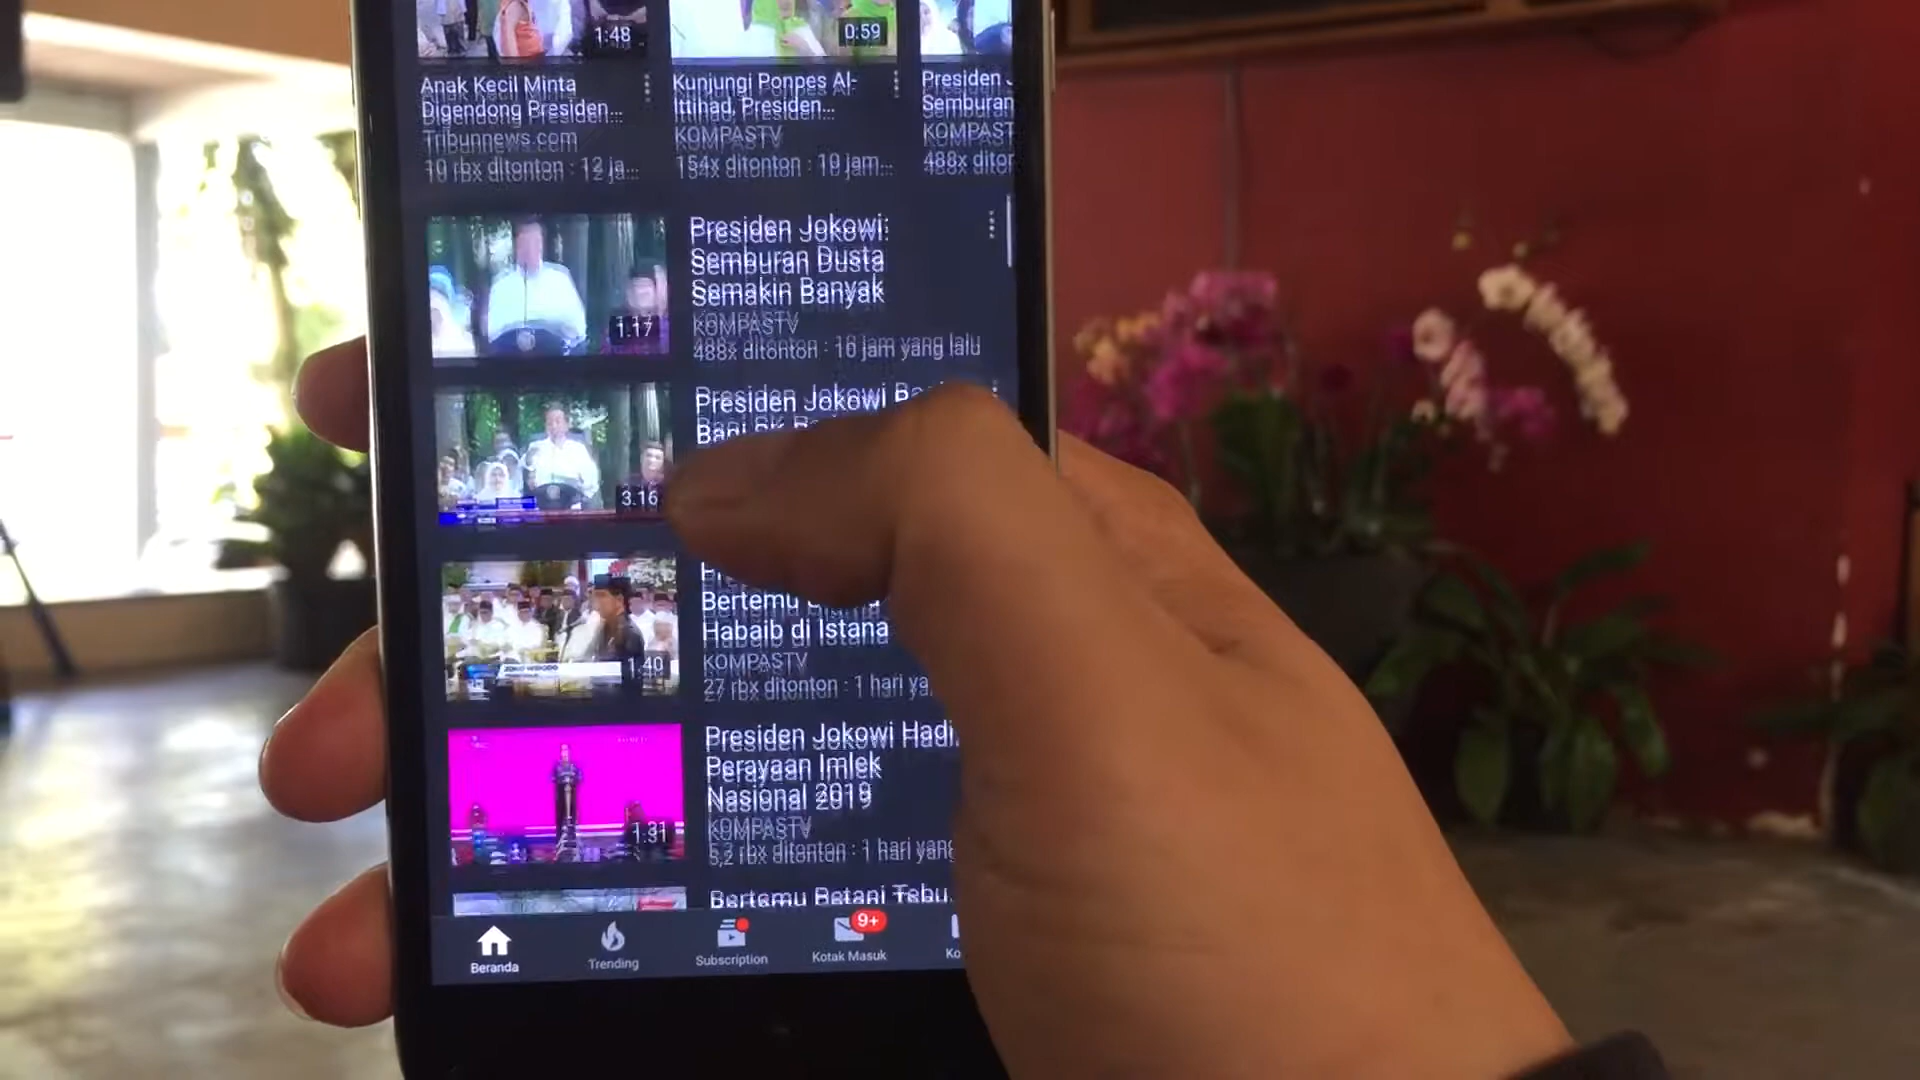 1:48
0:59
Anak Kecil Minta
Digendong Presiden...
Tribunnews.com
10 rbx ditonton · 12 ja...
Kunjungi Ponpes Al-
Ittihad, Presiden...
KOMPASTV
154x ditonton · 10 jam...
Presiden J
Semburan
KOMPAST
488x diton
Presiden Jokowi:
Semburan Dusta
Semakin Banyak
KOMPASTV
488x ditonton · 10 jam yang lalu
1.17
Presiden Jokowi
3.16
Bertemu
Habaib di Istana
KOMPASTV
27 rbx ditonton · 1 hari ya
JOKO WIDODO
1.40
Presiden Jokowi Hadi
Perayaan Imlek
Nasional 2019
KOMPASTV
5,2 rbx ditonton · 1 hari yang
1:31
Bertemu Petani Tebu
Beranda
Trending
Subscription
9+
Kotak Masuk
Ko